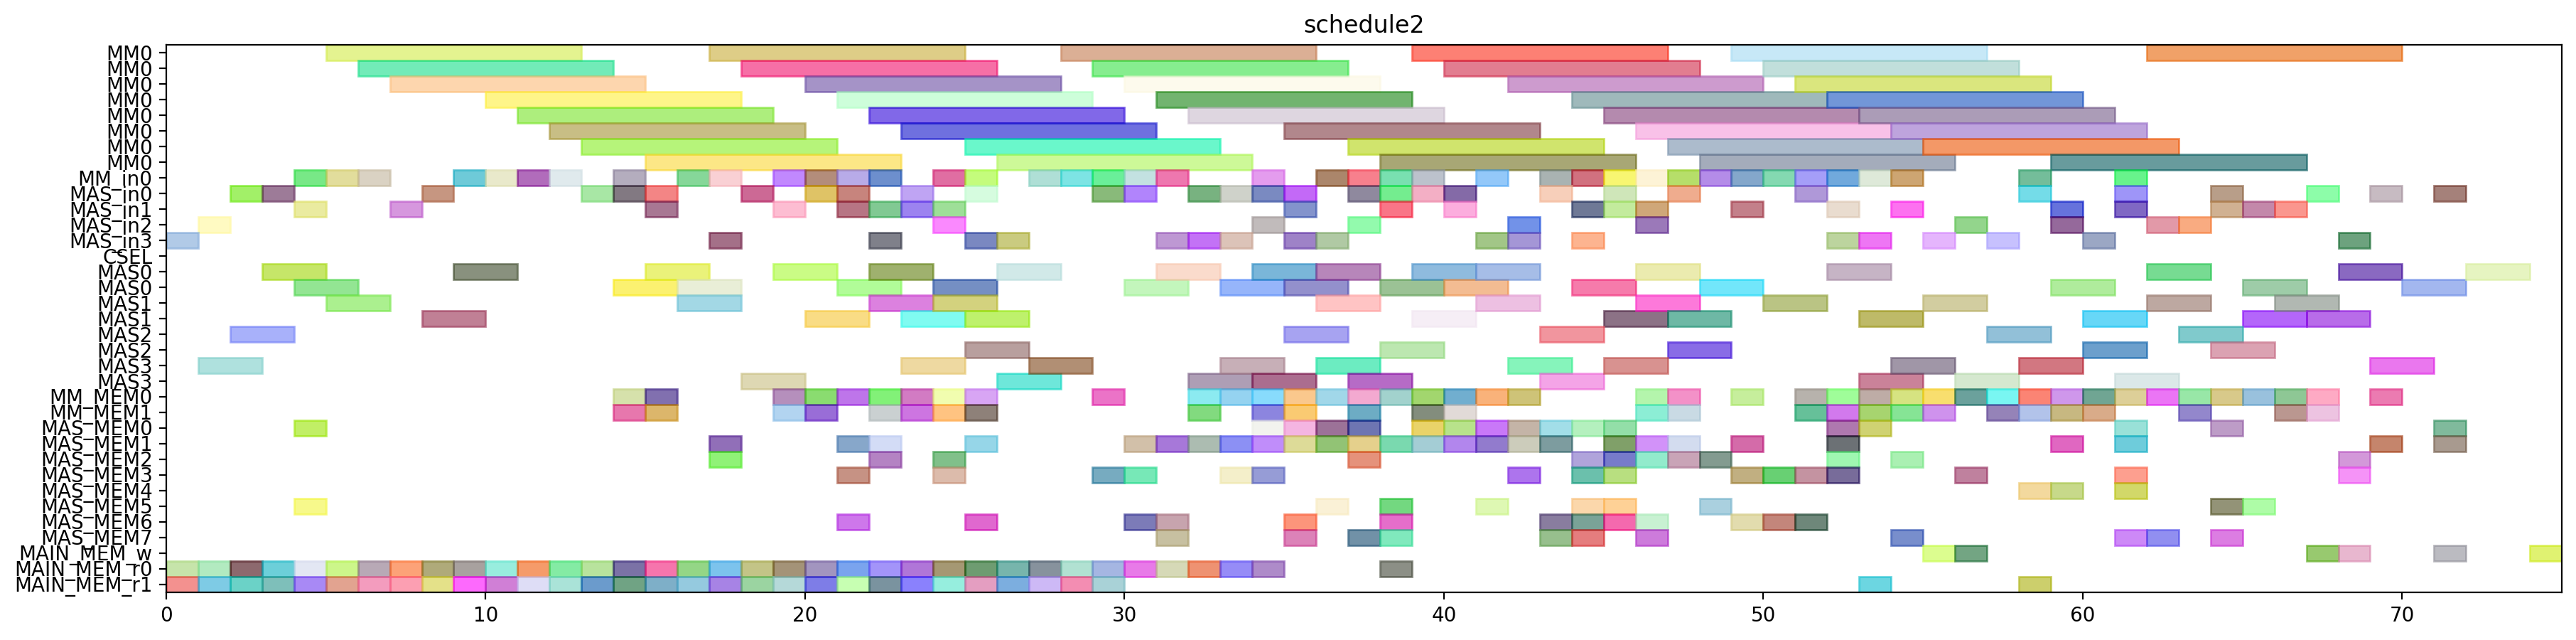 schedule2
MM0
MM0
MM0
MM0
MM0
MM0
MM0
MM0
MM_in0
MAS_in0
MAS_in1
MAS_in2
MAS_in3
CSEL
MAS0
MAS0
MAS1
MAS1
MAS2
MAS2
MAS3
MAS3
MM_MEM0
MM_MEM1
MAS_MEM0
MAS_MEM1
MAS_MEM2
MAS_MEM3
MAS_MEM4
MAS_MEM5
MAS_MEM6
MAS_MEM7
MAIN_MEM_w
MAIN_MEM_r0
MAIN_MEM_r1
0 10 20 30 40 50 60 70